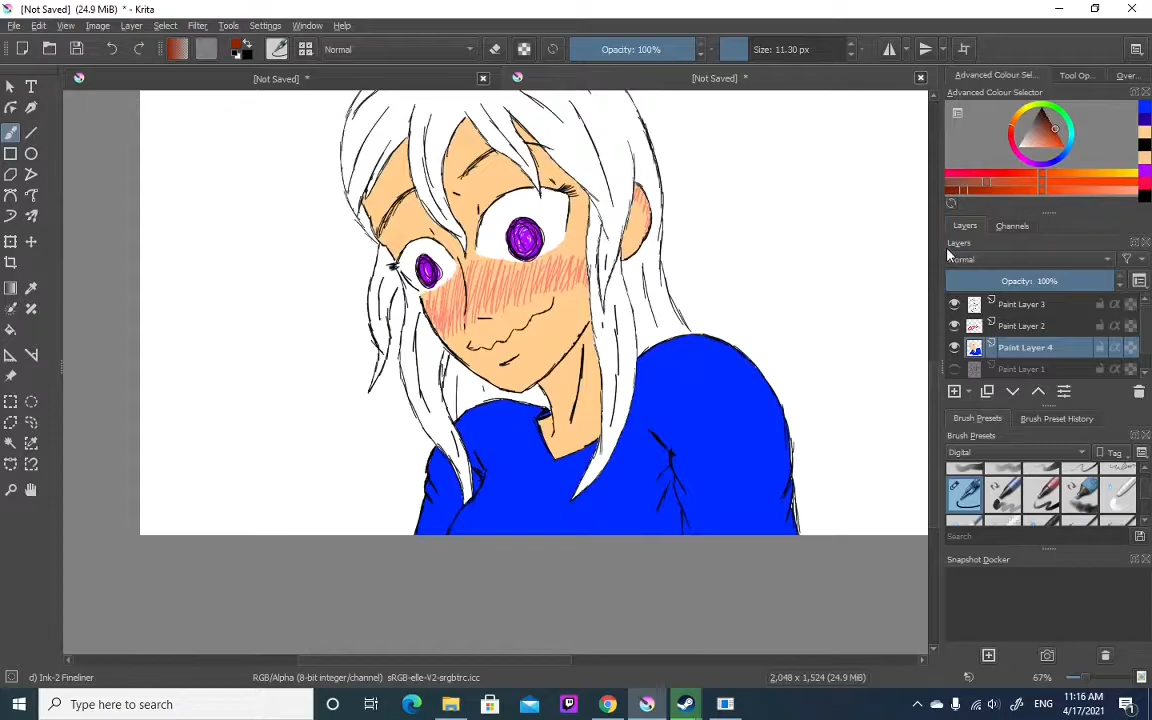 [Not Saved] (24.9 MiB) * - Krita
File Edit View Image Layer Select Filter Tools Settings Window Help
Normal
Opacity: 100%
Size: 11.30 px
[Not Saved] *
[Not Saved] *
Advanced Colour Sel...
Tool Op...
Over...
Advanced Colour Selector
Layers
Channels
Layers
Normal
Opacity: 100%
Paint Layer 3
Paint Layer 2
Paint Layer 4
Paint Layer 1
Brush Presets
Brush Preset History
Brush Presets
Digital
Tag
Search
Snapshot Docker
d) Ink-2 Fineliner
RGB/Alpha (8-bit integer/channel) sRGB-elle-V2-srgbtrc.icc
2,048 x 1,524 (24.9 MiB)
67%
Type here to search
ENG
11:16 AM
4/17/2021
1